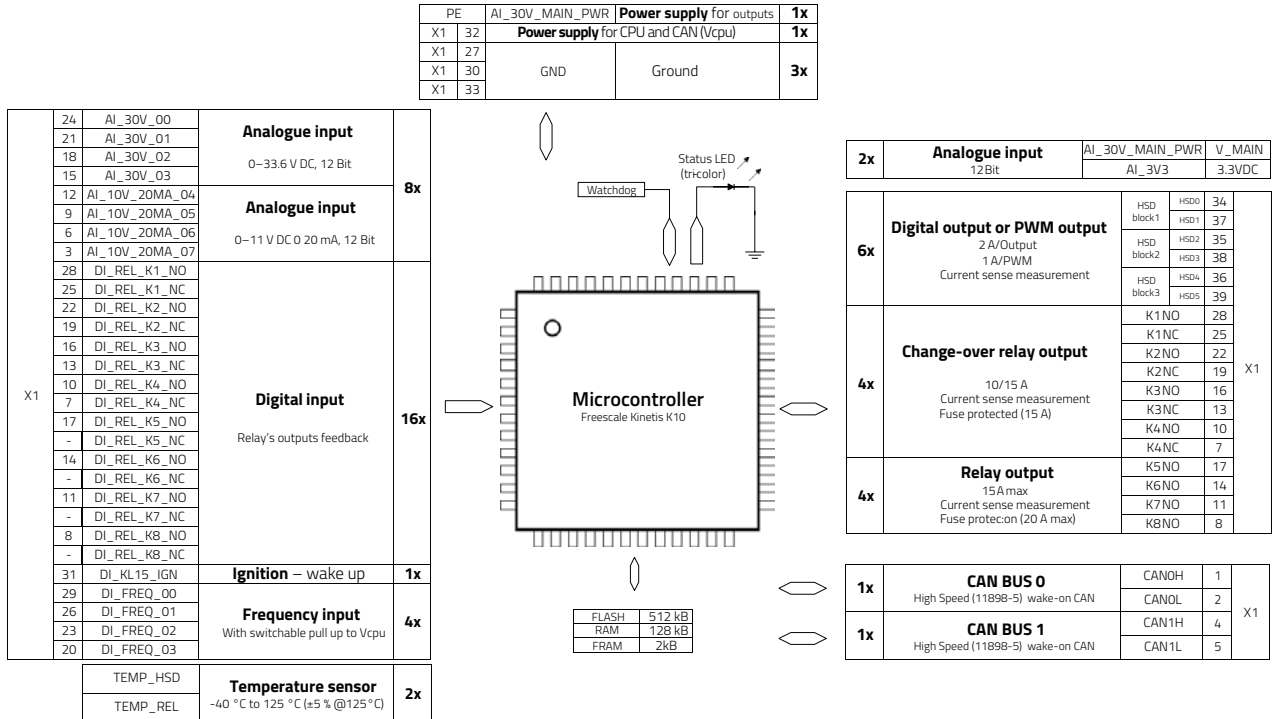 PE AI_30V_MAIN_PWR Power supply for outputs 1x
X1 32 Power supply for CPU and CAN (Vcpu) 1x
X1 27
X1 30 GND Ground 3x
X1 33
X1
24 AI_30V_00
21 AI_30V_01
18 AI_30V_02
15 AI_30V_03
Analogue input
0–33.6 V DC, 12 Bit
12 AI_10V_20MA_04
9 AI_10V_20MA_05
6 AI_10V_20MA_06
3 AI_10V_20MA_07
Analogue input
0–11 V DC 0 20 mA, 12 Bit
8x
28 DI_REL_K1_NO
25 DI_REL_K1_NC
22 DI_REL_K2_NO
19 DI_REL_K2_NC
16 DI_REL_K3_NO
13 DI_REL_K3_NC
10 DI_REL_K4_NO
7 DI_REL_K4_NC
17 DI_REL_K5_NO
- DI_REL_K5_NC
14 DI_REL_K6_NO
- DI_REL_K6_NC
11 DI_REL_K7_NO
- DI_REL_K7_NC
8 DI_REL_K8_NO
- DI_REL_K8_NC
Digital input
Relay's outputs feedback
16x
31 DI_KL15_IGN Ignition – wake up 1x
29 DI_FREQ_00
26 DI_FREQ_01
23 DI_FREQ_02
20 DI_FREQ_03
Frequency input
With switchable pull up to Vcpu
4x
TEMP_HSD
TEMP_REL
Temperature sensor
-40 °C to 125 °C (±5 % @125°C)
2x
Status LED
(tri-color)
Watchdog
Microcontroller
Freescale Kinetis K10
FLASH 512 kB
RAM 128 kB
FRAM 2kB
2x
Analogue input
12Bit
AI_30V_MAIN_PWR V_MAIN
AI_3V3 3.3VDC
6x
Digital output or PWM output
2 A/Output
1 A/PWM
Current sense measurement
HSD block1 HSD0 34
HSD1 37
HSD block2 HSD2 35
HSD3 38
HSD block3 HSD4 36
HSD5 39
4x
Change-over relay output
10/15 A
Current sense measurement
Fuse protected (15 A)
K1NO 28
K1NC 25
K2NO 22
K2NC 19
K3NO 16
K3NC 13
K4NO 10
K4NC 7
X1
4x
Relay output
15A max
Current sense measurement
Fuse protec:on (20 A max)
K5NO 17
K6NO 14
K7NO 11
K8NO 8
1x
CAN BUS 0
High Speed (11898-5) wake-on CAN
CAN0H 1
CAN0L 2
1x
CAN BUS 1
High Speed (11898-5) wake-on CAN
CAN1H 4
CAN1L 5
X1